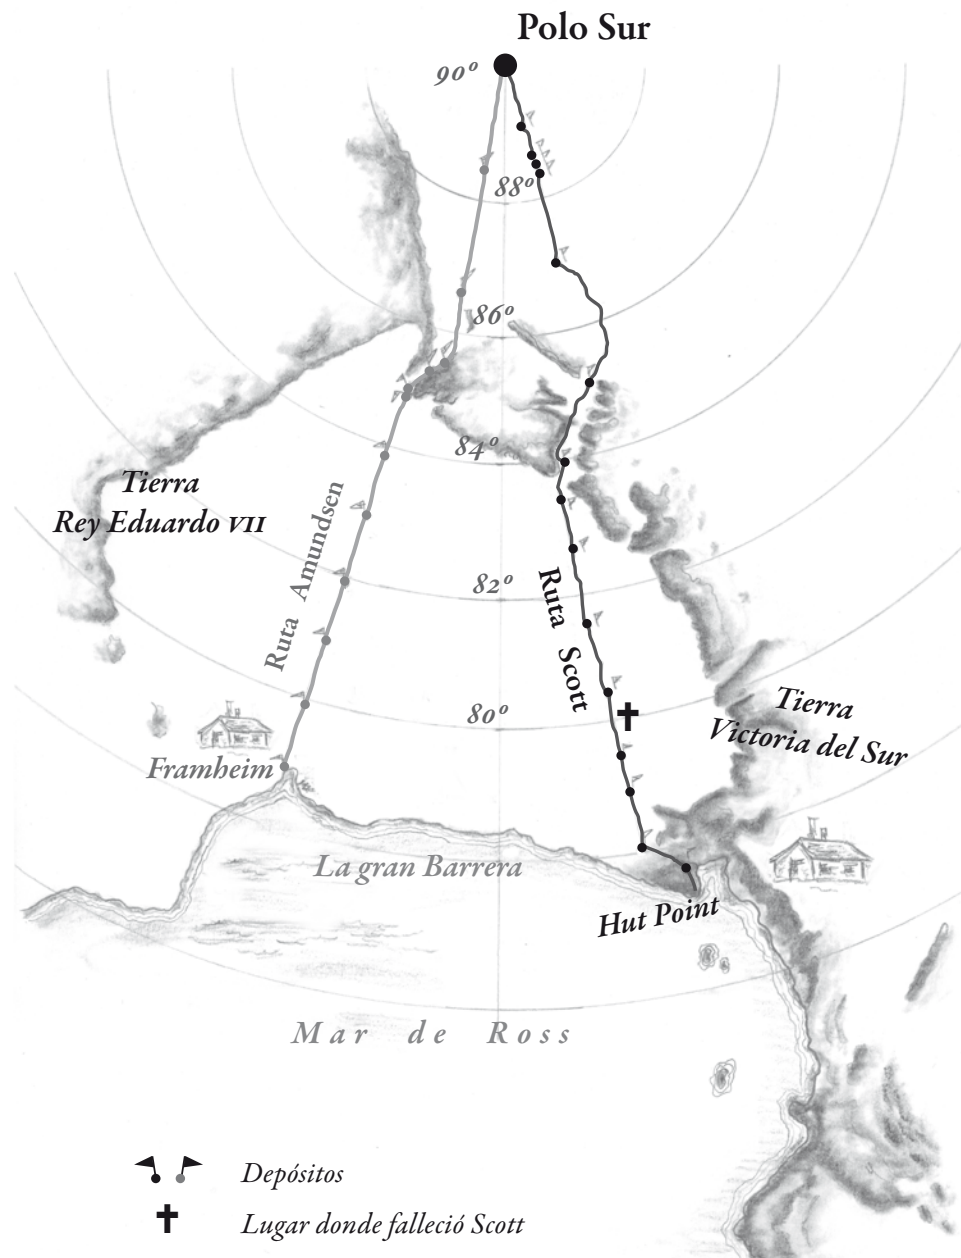 Polo Sur
90º
88º
86º
84º
Tierra
Rey Eduardo VII
Ruta Amundsen
82º
Ruta Scott
80º
Tierra
Victoria del Sur
Framheim
La gran Barrera
Hut Point
Mar de Ross
Depósitos
Lugar donde falleció Scott